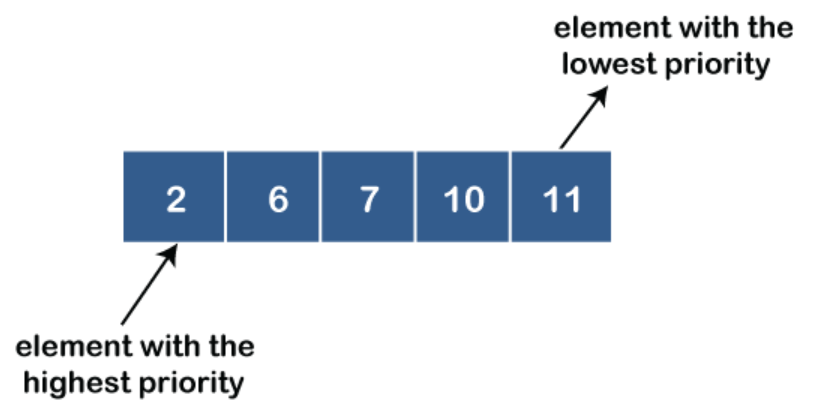 element with the
lowest priority
2 6 7 10 11
element with the
highest priority